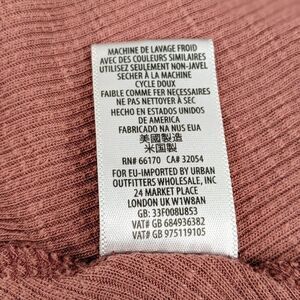 MACHINE DE LAVAGE FROID
AVEC DES COULEURS SIMILAIRES
UTILISEZ SEULEMENT NON-JAVEL
SECHER À LA MACHINE
CYCLE DOUX
FAIBLE COMME FER NECESSAIRES
NE PAS NETTOYER À SEC
HECHO EN ESTADOS UNIDOS
DE AMERICA
FABRICADO NA NUS EUA
美國製造
米国製
RN# 66170 CA# 32054
FOR EU-IMPORTED BY URBAN
OUTFITTERS WHOLESALE, INC
24 MARKET PLACE
LONDON UK W1W8AN
GB: 33F008U853
VAT# GB 684936382
VAT# GB 975119105